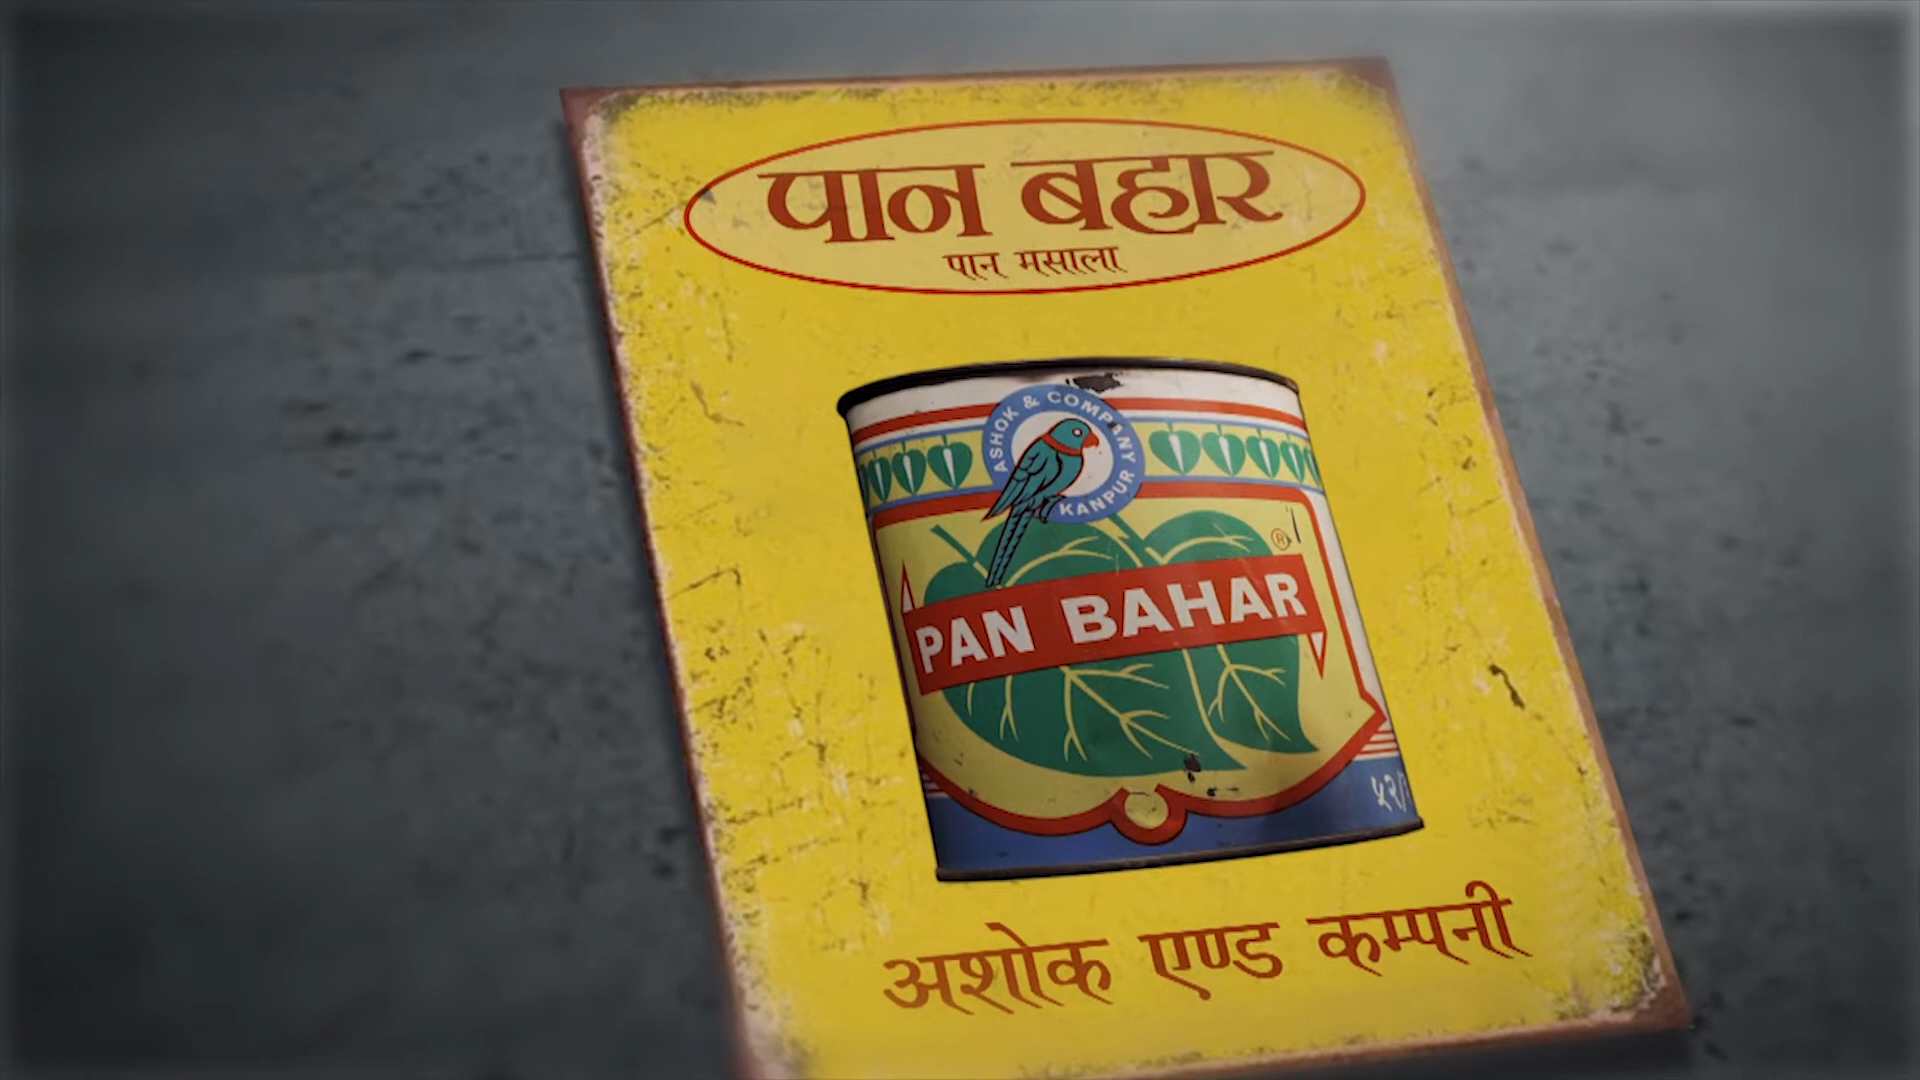 पान बहार
पान मसाला
ASHOK & COMPANY
KANPUR
®
PAN BAHAR
अशोक एण्ड कम्पनी